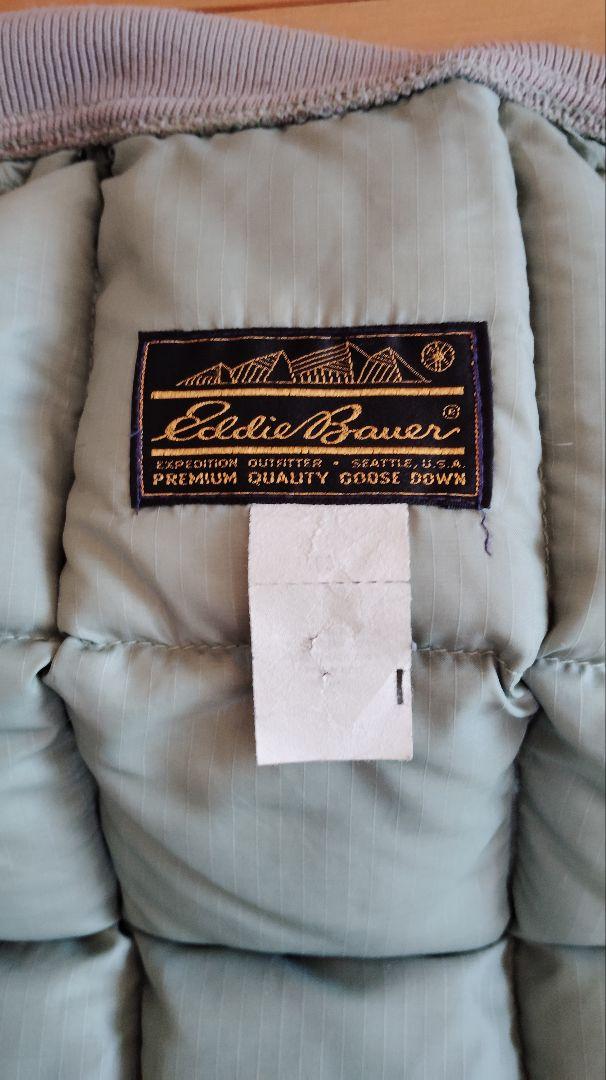 Eddie Bauer ®
EXPEDITION OUTFITTER • SEATTLE, U.S.A.
PREMIUM QUALITY GOOSE DOWN